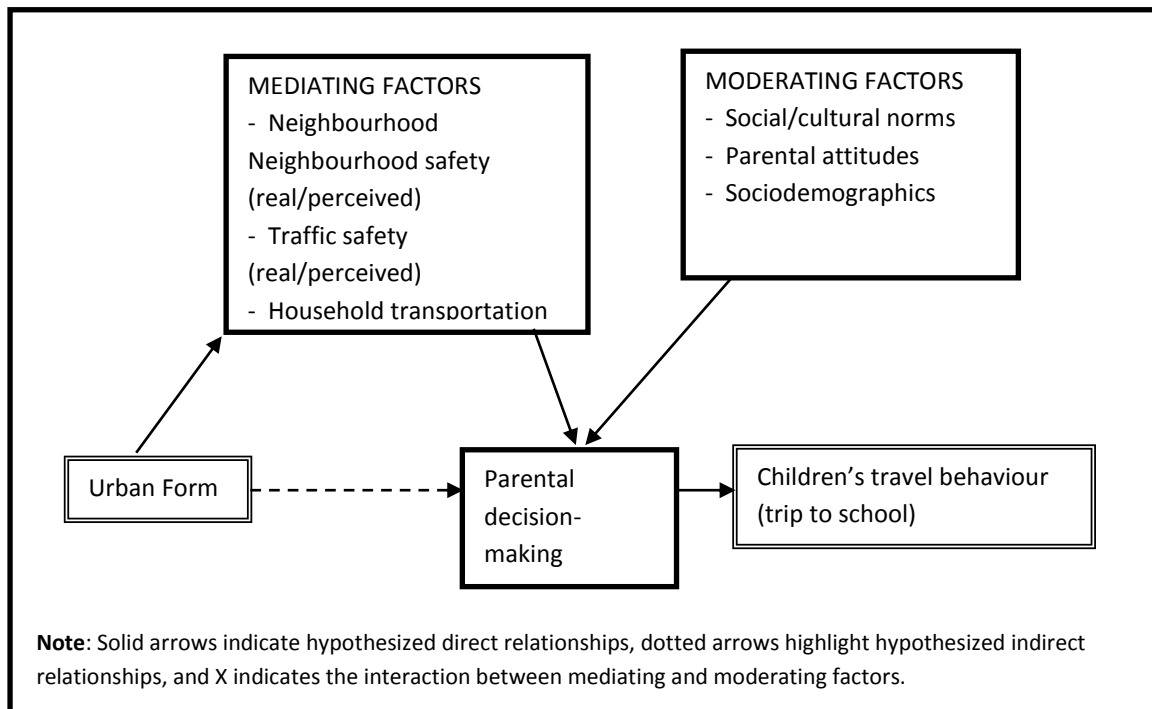 MEDIATING FACTORS
- Neighbourhood
Neighbourhood safety
(real/perceived)
- Traffic safety
(real/perceived)
- Household transportation
MODERATING FACTORS
- Social/cultural norms
- Parental attitudes
- Sociodemographics
Urban Form
Parental
decision-
making
Children’s travel behaviour
(trip to school)
Note: Solid arrows indicate hypothesized direct relationships, dotted arrows highlight hypothesized indirect
relationships, and X indicates the interaction between mediating and moderating factors.